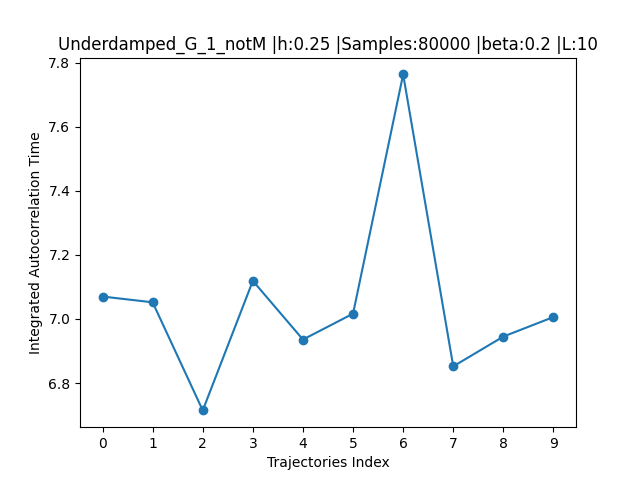 Underdamped_G_1_notM |h:0.25 |Samples:80000 |beta:0.2 |L:10
7.8
7.6
7.4
7.2
7.0
6.8
Integrated Autocorrelation Time
0 1 2 3 4 5 6 7 8 9
Trajectories Index